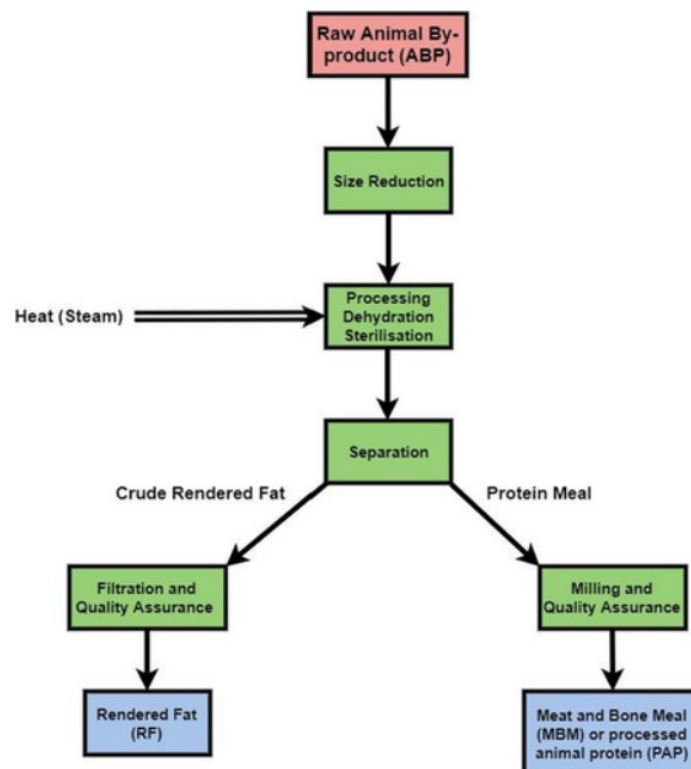 Raw Animal By-
product (ABP)
Size Reduction
Heat (Steam)
Processing
Dehydration
Sterilisation
Separation
Crude Rendered Fat
Protein Meal
Filtration and
Quality Assurance
Milling and
Quality Assurance
Rendered Fat
(RF)
Meat and Bone Meal
(MBM) or processed
animal protein (PAP)